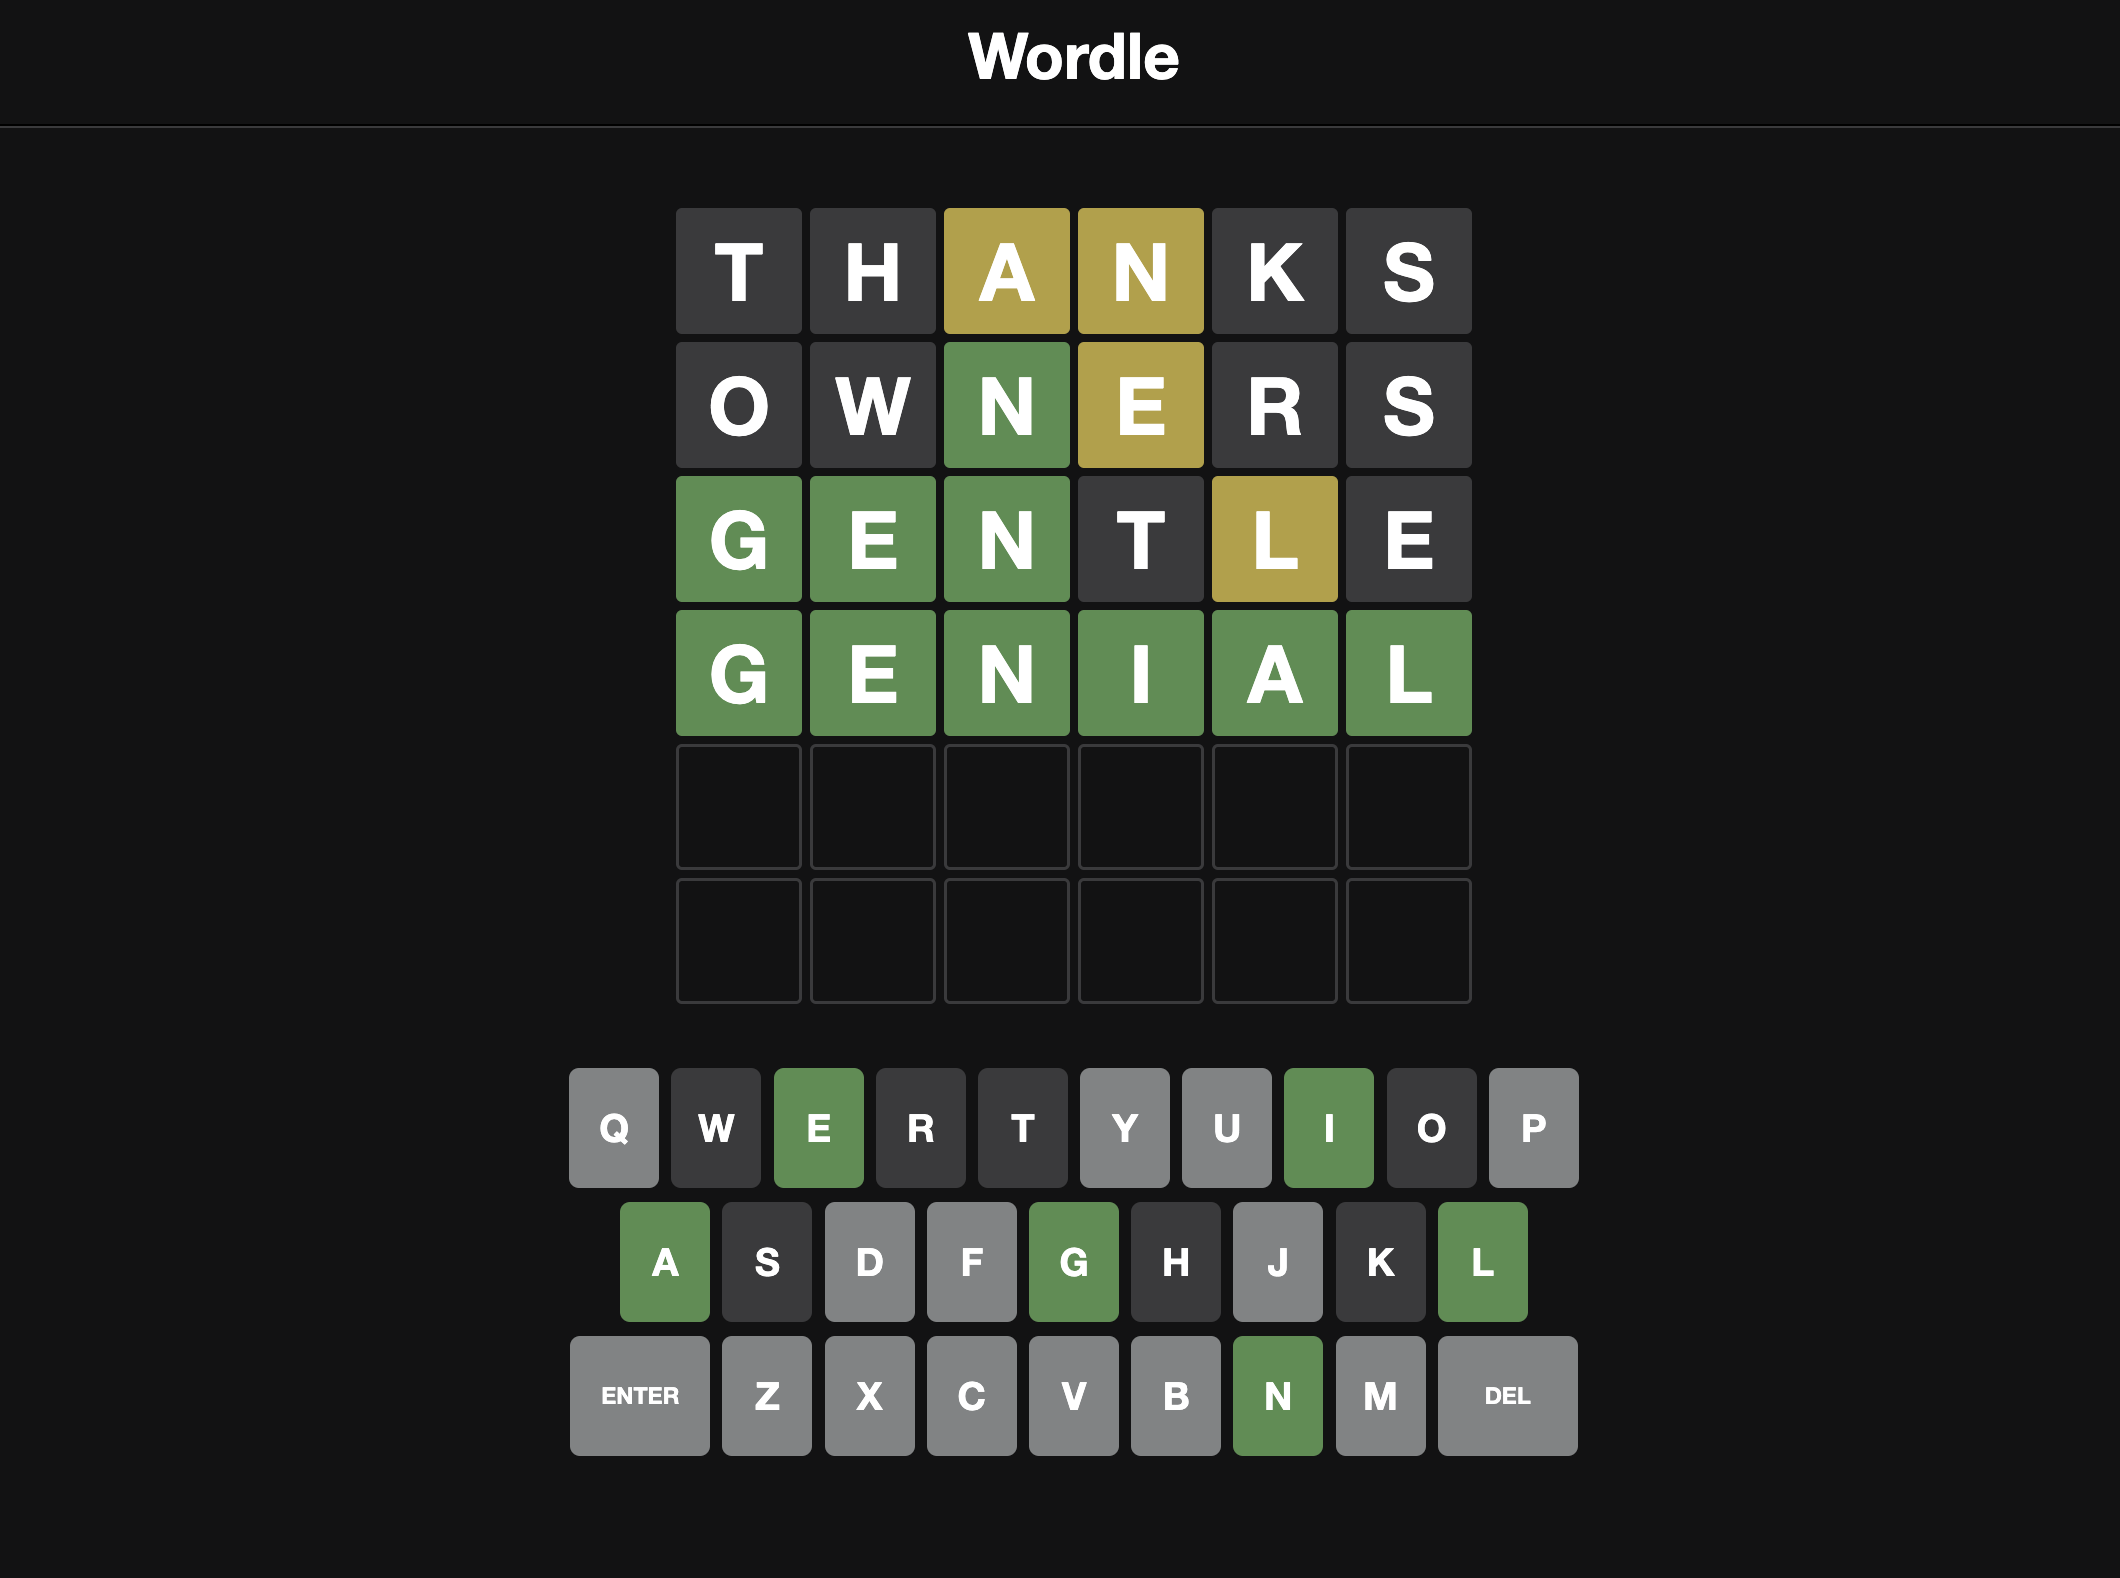 Wordle
T H A N K S
O W N E R S
G E N T L E
G E N I A L
Q W E R T Y U I O P
A S D F G H J K L
ENTER Z X C V B N M DEL